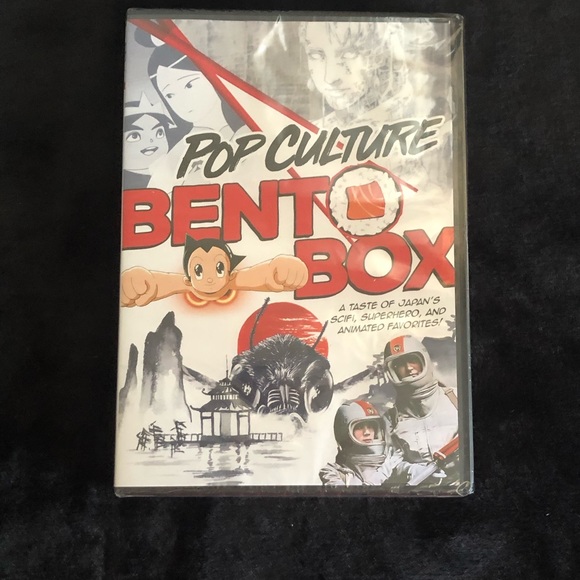 POP CULTURE
BENTO
BOX
A TASTE OF JAPAN'S
SCIFI, SUPERHERO, AND
ANIMATED FAVORITES!